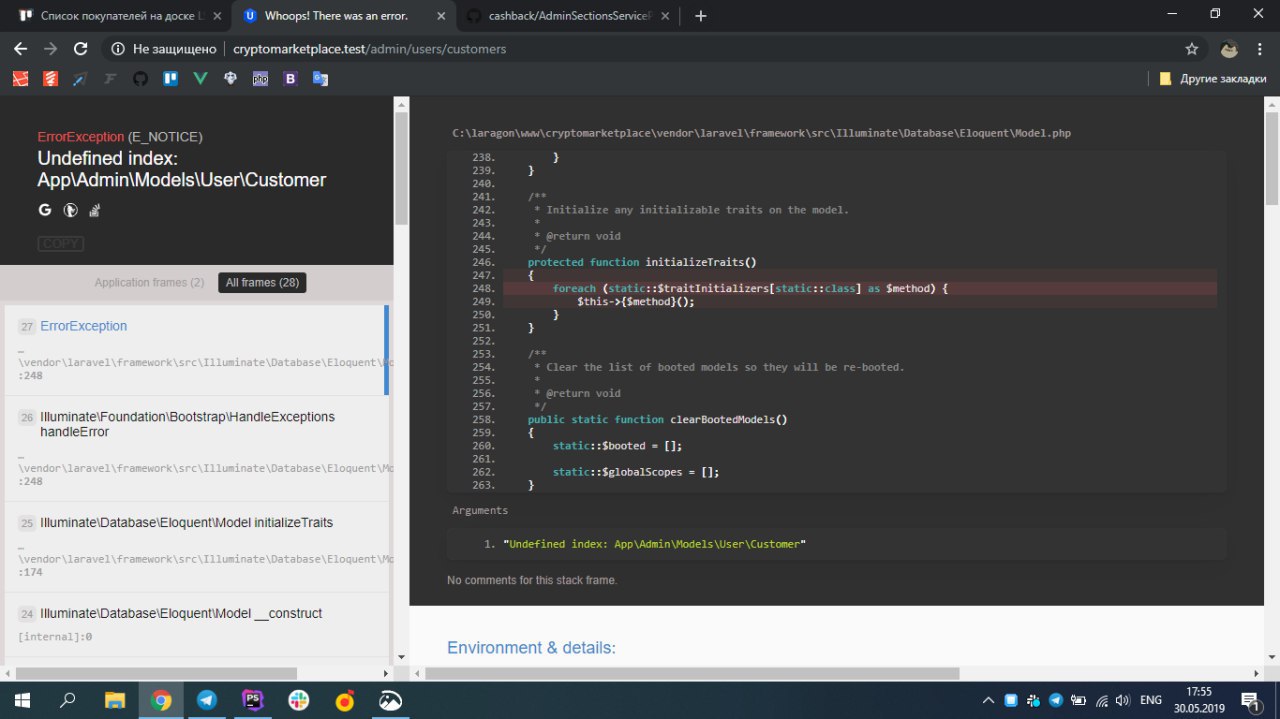 Список покупателей на доске
Whoops! There was an error.
cashback/AdminSectionsServiceP
Не защищено
cryptomarketplace.test/admin/users/customers
php
B
Другие закладки
ErrorException (E_NOTICE)
Undefined index:
App\Admin\Models\User\Customer
COPY
Application frames (2)
All frames (28)
27 ErrorException
…
\vendor\laravel\framework\src\Illuminate\Database\Eloquent\Mo
:248
26 Illuminate\Foundation\Bootstrap\HandleExceptions
handleError
…
\vendor\laravel\framework\src\Illuminate\Database\Eloquent\Mo
:248
25 Illuminate\Database\Eloquent\Model initializeTraits
…
\vendor\laravel\framework\src\Illuminate\Database\Eloquent\Mo
:174
24 Illuminate\Database\Eloquent\Model __construct
[internal]:0
C:\laragon\www\cryptomarketplace\vendor\laravel\framework\src\Illuminate\Database\Eloquent\Model.php
238. }
239. }
240.
241. /**
242. * Initialize any initializable traits on the model.
243. *
244. * @return void
245. */
246. protected function initializeTraits()
247. {
248. foreach (static::$traitInitializers[static::class] as $method) {
249. $this->{$method}();
250. }
251. }
252.
253. /**
254. * Clear the list of booted models so they will be re-booted.
255. *
256. * @return void
257. */
258. public static function clearBootedModels()
259. {
260. static::$booted = [];
261.
262. static::$globalScopes = [];
263. }
Arguments
1. "Undefined index: App\Admin\Models\User\Customer"
No comments for this stack frame.
Environment & details:
PS
ENG
17:55
30.05.2019
1